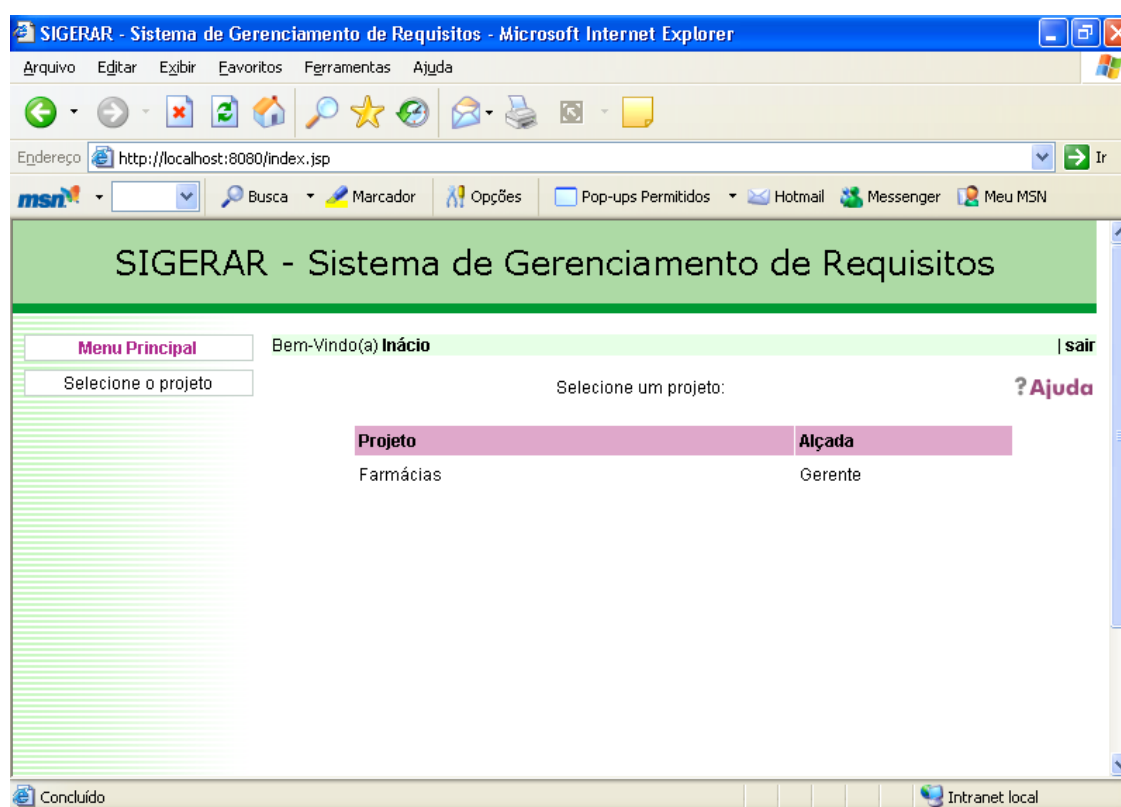 SIGERAR - Sistema de Gerenciamento de Requisitos - Microsoft Internet Explorer
Arquivo Editar Exibir Favoritos Ferramentas Ajuda
Endereço http://localhost:8080/index.jsp Ir
msn Busca Marcador Opções Pop-ups Permitidos Hotmail Messenger Meu MSN
SIGERAR - Sistema de Gerenciamento de Requisitos
Menu Principal Bem-Vindo(a) Inácio | sair
Selecione o projeto Selecione um projeto: ?Ajuda
Projeto Alçada
Farmácias Gerente
Concluído Intranet local